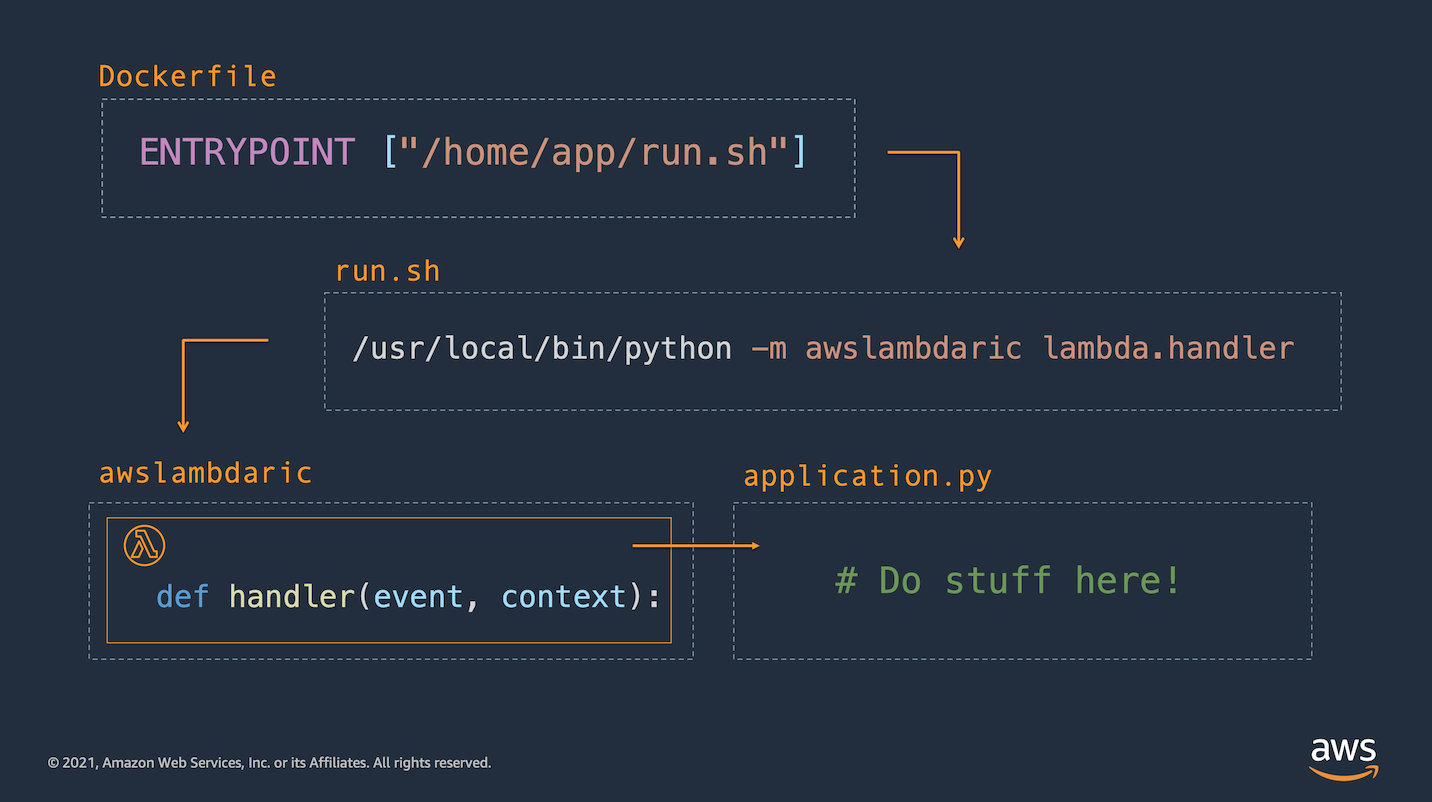 Dockerfile
ENTRYPOINT ["/home/app/run.sh"]
run.sh
/usr/local/bin/python -m awslambdaric lambda.handler
awslambdaric
def handler(event, context):
application.py
# Do stuff here!
© 2021, Amazon Web Services, Inc. or its Affiliates. All rights reserved.
aws